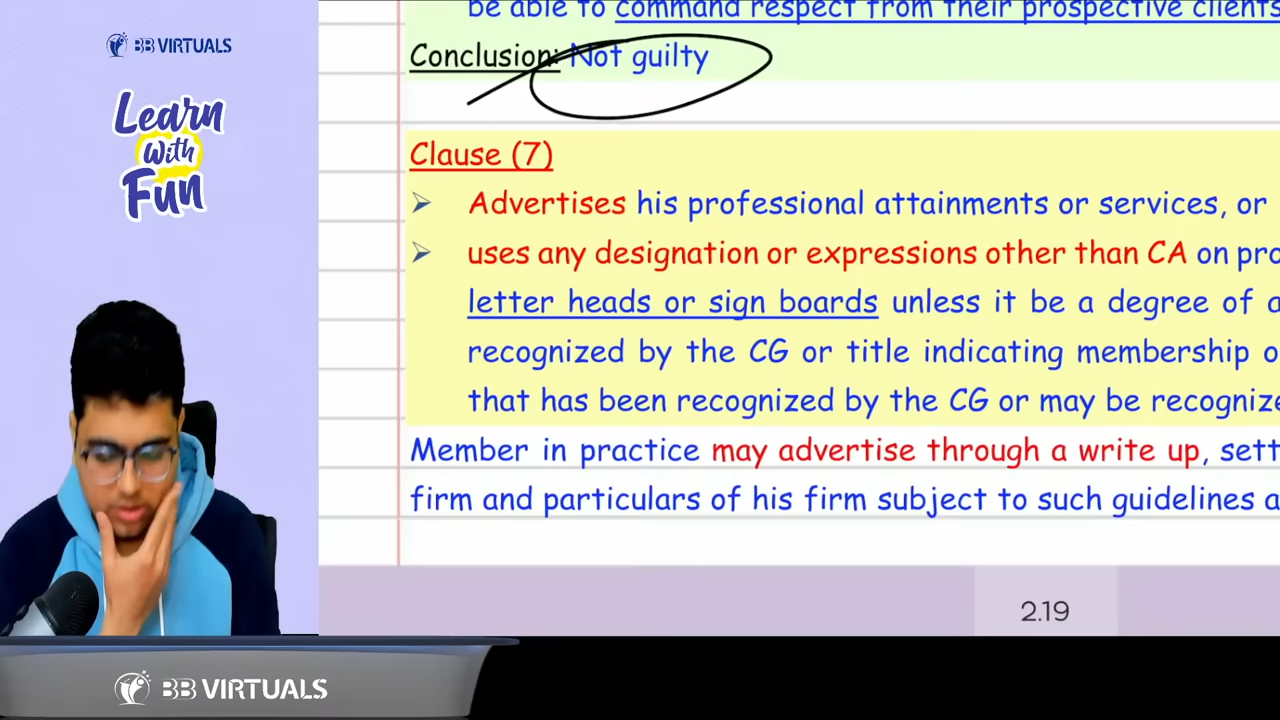 BB VIRTUALS
Learn
With
Fun
be able to command respect from their prospective clients
Conclusion: Not guilty
Clause (7)
➢ Advertises his professional attainments or services, or
➢ uses any designation or expressions other than CA on pro
letter heads or sign boards unless it be a degree of a
recognized by the CG or title indicating membership o
that has been recognized by the CG or may be recognize
Member in practice may advertise through a write up, sett
firm and particulars of his firm subject to such guidelines a
2.19
BB VIRTUALS